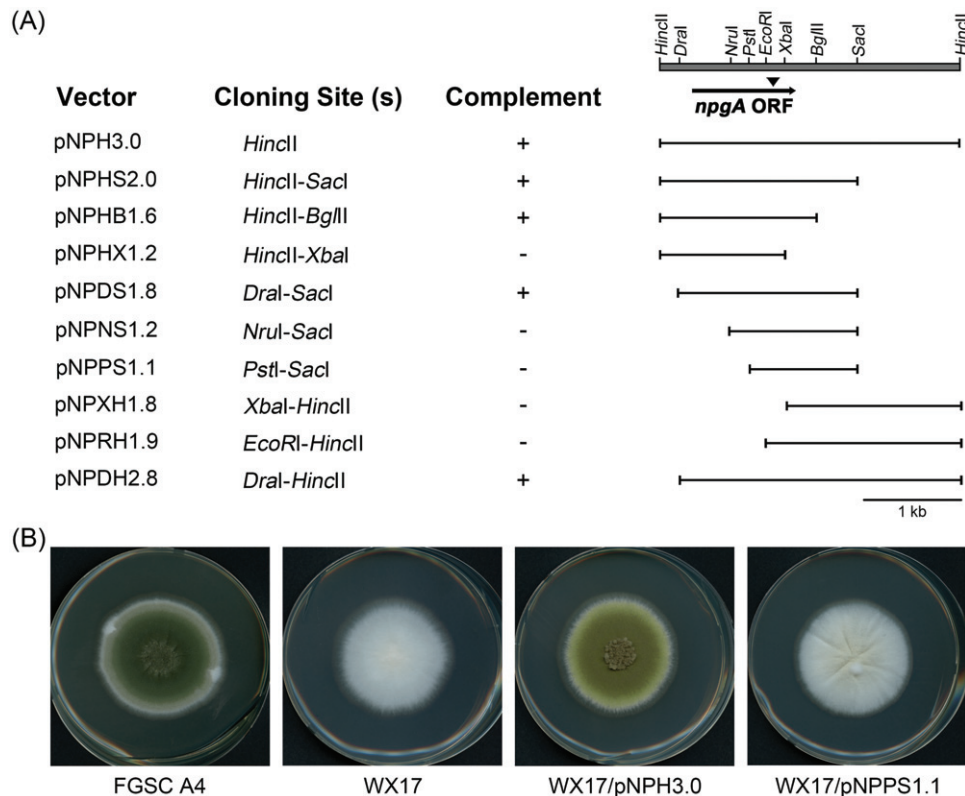 (A)
HincII DraI NruI PstI EcoRI XbaI BglII SacI HincII
npgA ORF
Vector Cloning Site (s) Complement
pNPH3.0 HincII +
pNPHS2.0 HincII-SacI +
pNPHB1.6 HincII-BglII +
pNPHX1.2 HincII-XbaI -
pNPDS1.8 DraI-SacI +
pNPNS1.2 NruI-SacI -
pNPPS1.1 PstI-SacI -
pNPXH1.8 XbaI-HincII -
pNPRH1.9 EcoRI-HincII -
pNPDH2.8 DraI-HincII +
1 kb
(B)
FGSC A4 WX17 WX17/pNPH3.0 WX17/pNPPS1.1